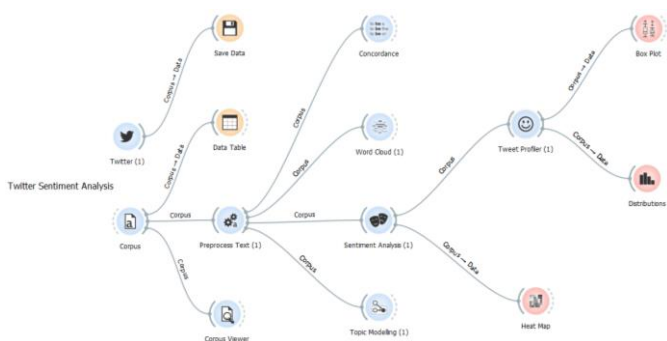 Save Data
Concordance
Box Plot
Corpus → Data
Corpus
Corpus → Data
Twitter (1)
Data Table
Corpus → Data
Corpus
Word Cloud (1)
Corpus
Tweet Profiler (1)
Corpus → Data
Distributions
Twitter Sentiment Analysis
Corpus
Corpus
Preprocess Text (1)
Corpus
Sentiment Analysis (1)
Corpus
Corpus
Corpus → Data
Corpus Viewer
Topic Modelling (1)
Heat Map